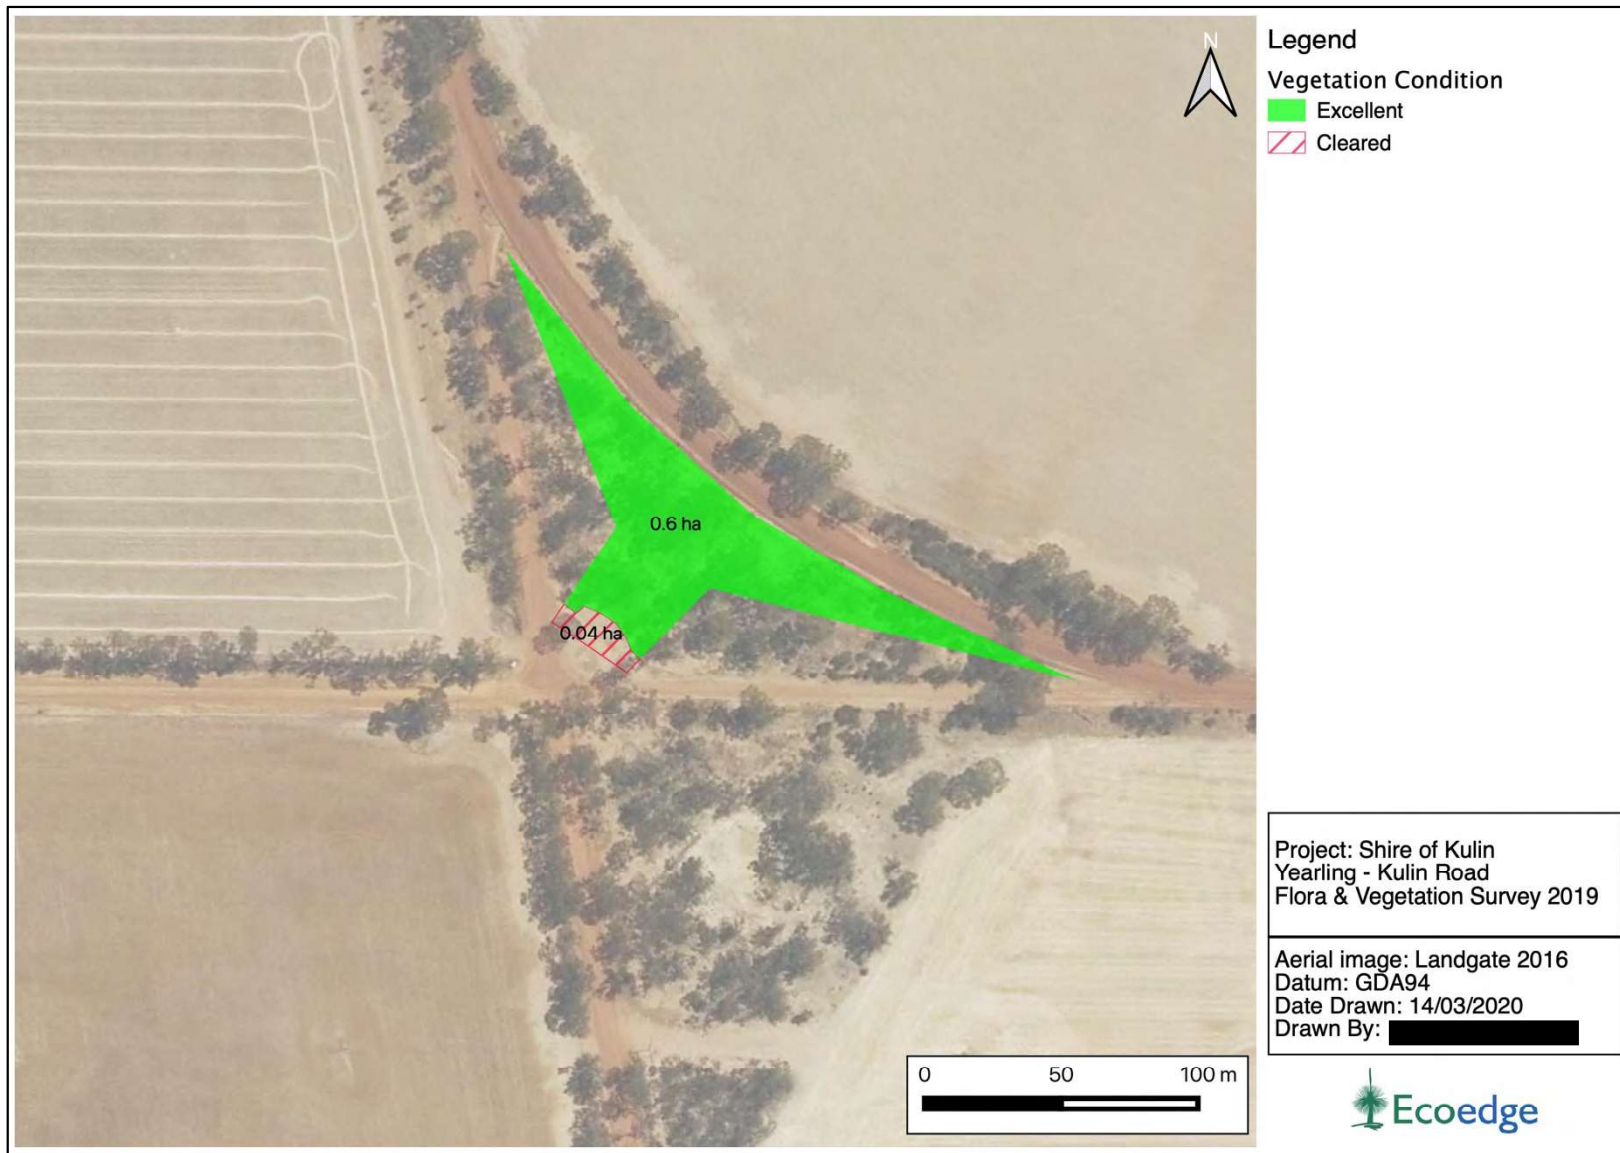 N
Legend
Vegetation Condition
Excellent
Cleared
0.6 ha
0.04 ha
Project: Shire of Kulin
Yearling - Kulin Road
Flora & Vegetation Survey 2019
Aerial image: Landgate 2016
Datum: GDA94
Date Drawn: 14/03/2020
Drawn By:
0 50 100 m
Ecoedge